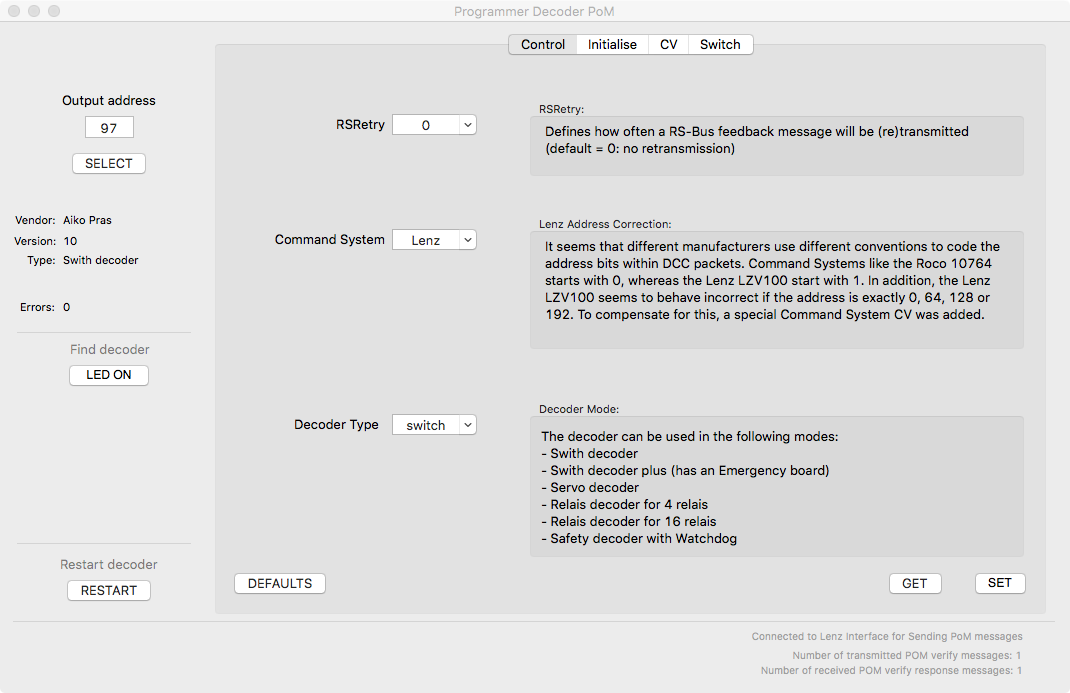 Programmer Decoder PoM
Control Initialise CV Switch
Output address
97
SELECT
Vendor: Aiko Pras
Version: 10
Type: Swith decoder
Errors: 0
Find decoder
LED ON
Restart decoder
RESTART
RSRetry 0
RSRetry:
Defines how often a RS-Bus feedback message will be (re)transmitted
(default = 0: no retransmission)
Command System Lenz
Lenz Address Correction:
It seems that different manufacturers use different conventions to code the
address bits within DCC packets. Command Systems like the Roco 10764
starts with 0, whereas the Lenz LZV100 start with 1. In addition, the Lenz
LZV100 seems to behave incorrect if the address is exactly 0, 64, 128 or
192. To compensate for this, a special Command System CV was added.
Decoder Type switch
Decoder Mode:
The decoder can be used in the following modes:
- Swith decoder
- Swith decoder plus (has an Emergency board)
- Servo decoder
- Relais decoder for 4 relais
- Relais decoder for 16 relais
- Safety decoder with Watchdog
DEFAULTS GET SET
Connected to Lenz Interface for Sending PoM messages
Number of transmitted POM verify messages: 1
Number of received POM verify response messages: 1